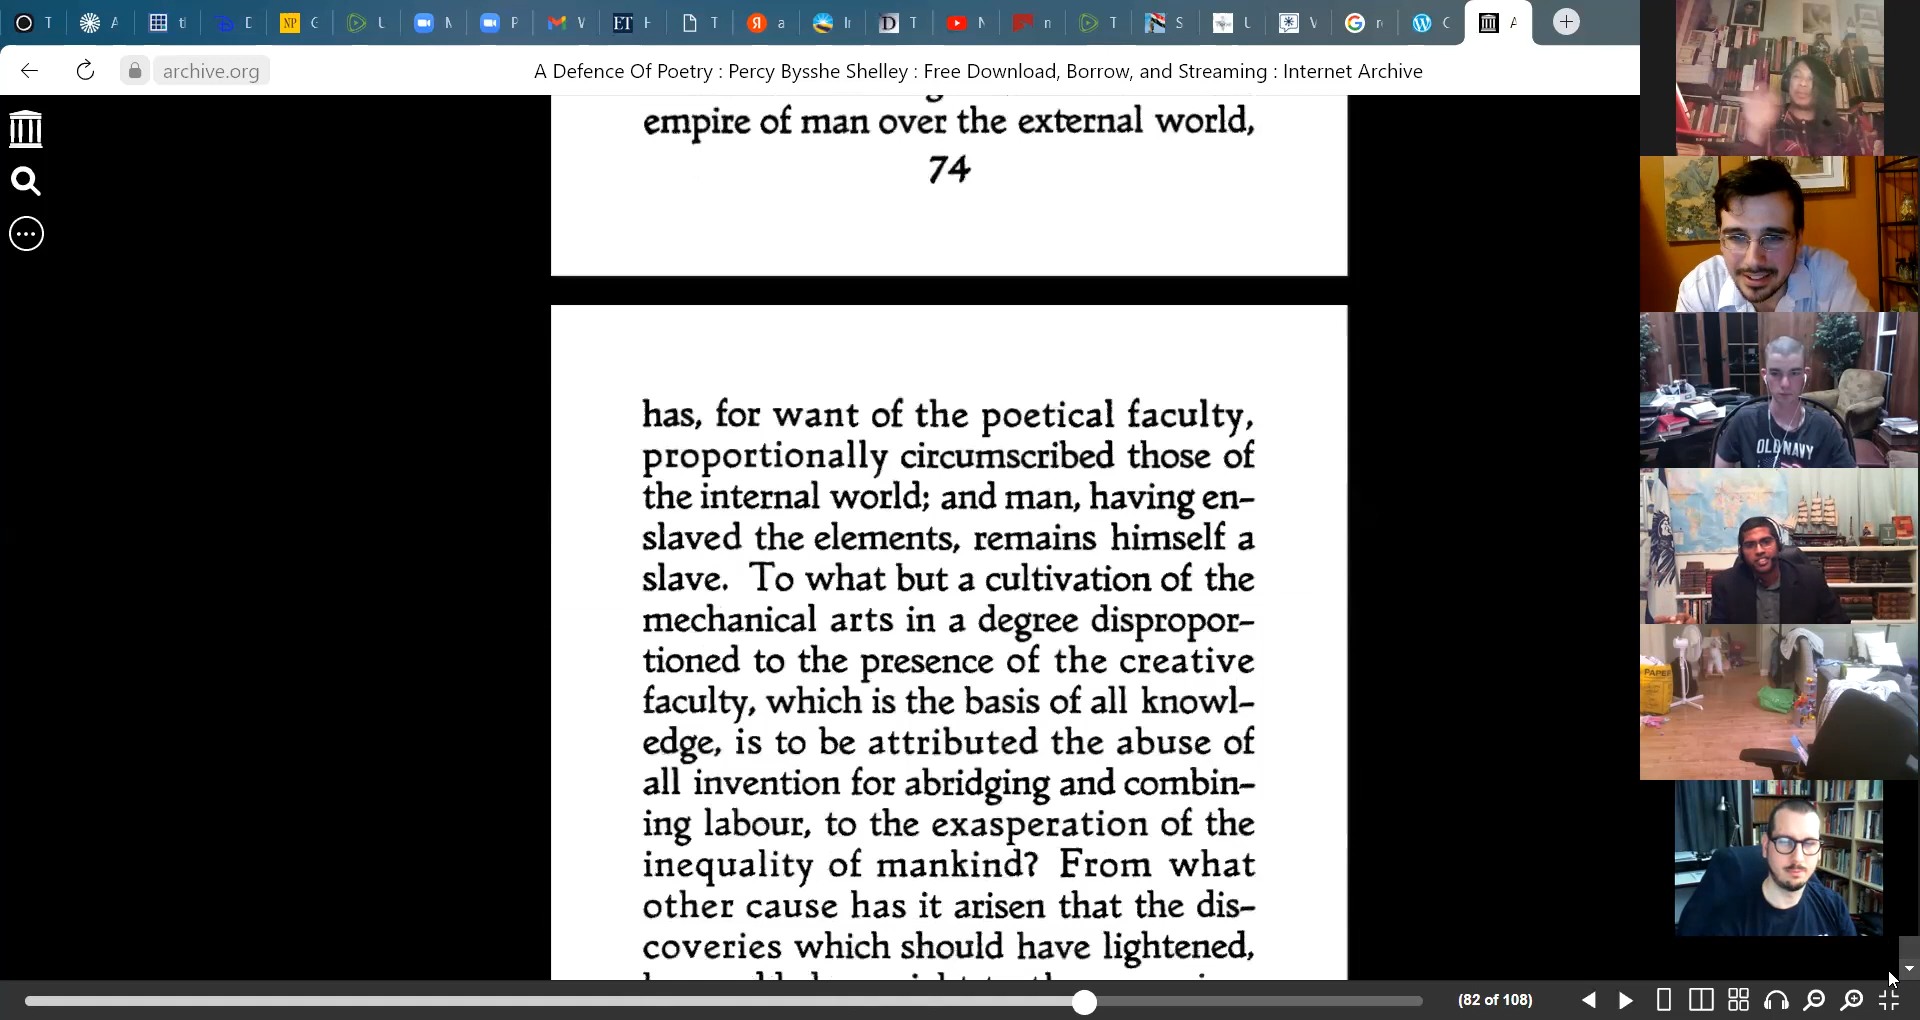 T A tl D NP C U M P W ET H T a I D T N n T S U V r C A
archive.org
A Defence Of Poetry : Percy Bysshe Shelley : Free Download, Borrow, and Streaming : Internet Archive
empire of man over the external world,
74
has, for want of the poetical faculty,
proportionally circumscribed those of
the internal world; and man, having en-
slaved the elements, remains himself a
slave. To what but a cultivation of the
mechanical arts in a degree dispropor-
tioned to the presence of the creative
faculty, which is the basis of all knowl-
edge, is to be attributed the abuse of
all invention for abridging and combin-
ing labour, to the exasperation of the
inequality of mankind? From what
other cause has it arisen that the dis-
coveries which should have lightened,
OLD NAVY
PAPER
(82 of 108)